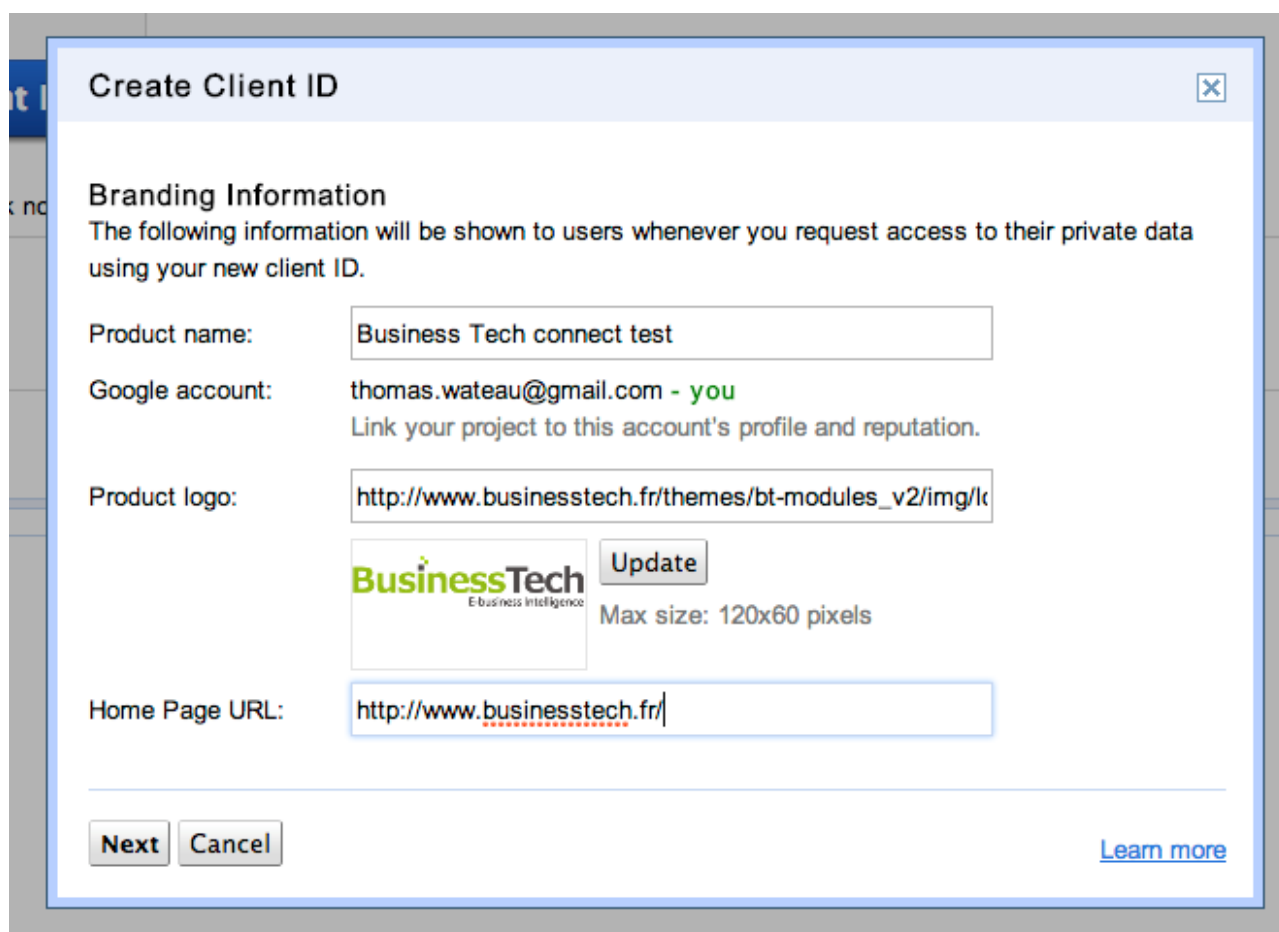 Create Client ID
Branding Information
The following information will be shown to users whenever you request access to their private data
using your new client ID.
Product name: Business Tech connect test
Google account: thomas.wateau@gmail.com - you
Link your project to this account's profile and reputation.
Product logo: http://www.businesstech.fr/themes/bt-modules_v2/img/
BusinessTech
E-business Intelligence
Update
Max size: 120x60 pixels
Home Page URL: http://www.businesstech.fr/
Next Cancel
Learn more